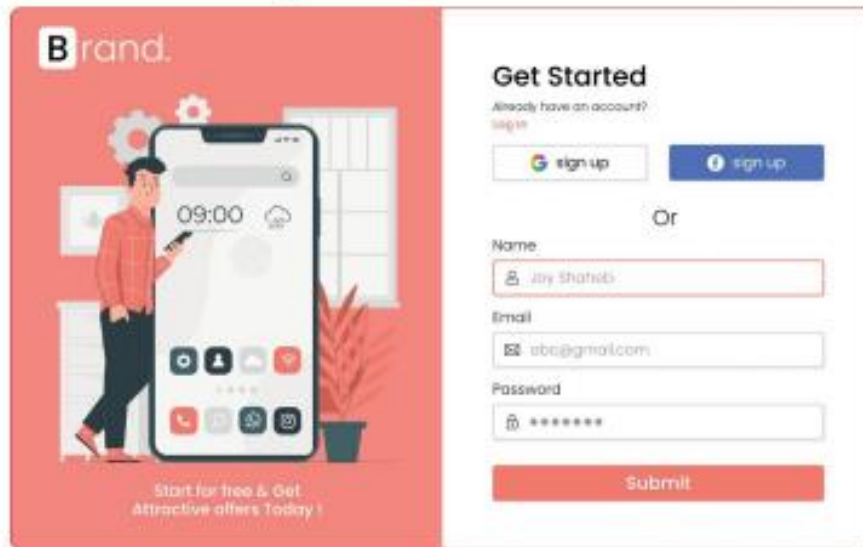 Brand.
09:00
Start for free & Get
Attractive offers Today !
Get Started
Already have an account?
Log in
sign up
sign up
Or
Name
Joy Shaheb
Email
abc@gmail.com
Password
Submit